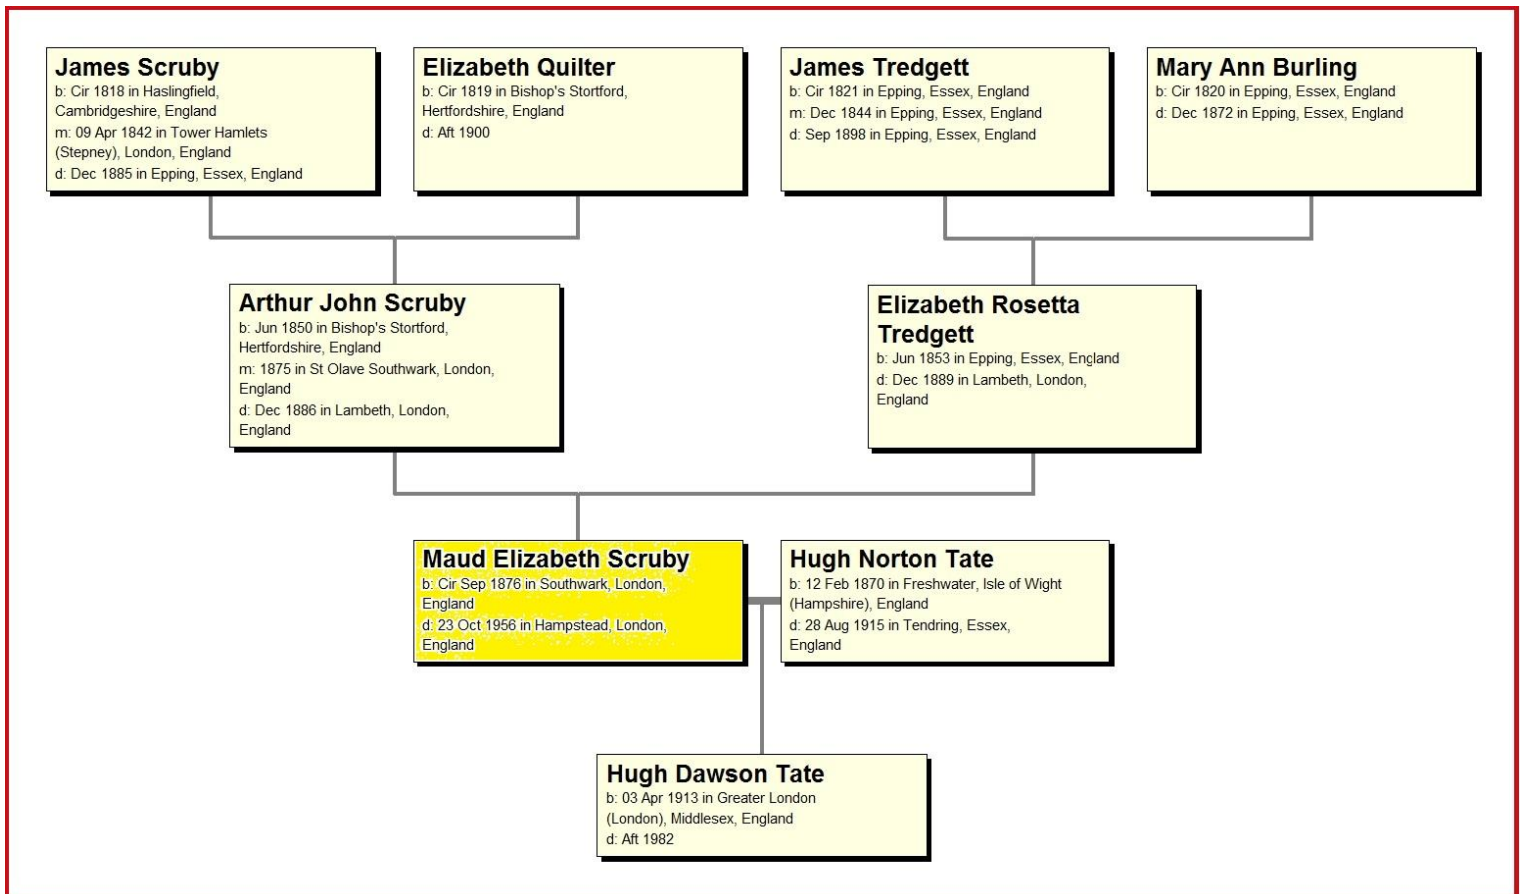 James Scruby
b: Cir 1818 in Haslingfield,
Cambridgeshire, England
m: 09 Apr 1842 in Tower Hamlets
(Stepney), London, England
d: Dec 1885 in Epping, Essex, England
Elizabeth Quilter
b: Cir 1819 in Bishop's Stortford,
Hertfordshire, England
d: Aft 1900
James Tredgett
b: Cir 1821 in Epping, Essex, England
m: Dec 1844 in Epping, Essex, England
d: Sep 1898 in Epping, Essex, England
Mary Ann Burling
b: Cir 1820 in Epping, Essex, England
d: Dec 1872 in Epping, Essex, England
Arthur John Scruby
b: Jun 1850 in Bishop's Stortford,
Hertfordshire, England
m: 1875 in St Olave Southwark, London,
England
d: Dec 1886 in Lambeth, London,
England
Elizabeth Rosetta
Tredgett
b: Jun 1853 in Epping, Essex, England
d: Dec 1889 in Lambeth, London,
England
Maud Elizabeth Scruby
b: Cir Sep 1876 in Southwark, London,
England
d: 23 Oct 1956 in Hampstead, London,
England
Hugh Norton Tate
b: 12 Feb 1870 in Freshwater, Isle of Wight
(Hampshire), England
d: 28 Aug 1915 in Tendring, Essex,
England
Hugh Dawson Tate
b: 03 Apr 1913 in Greater London
(London), Middlesex, England
d: Aft 1982